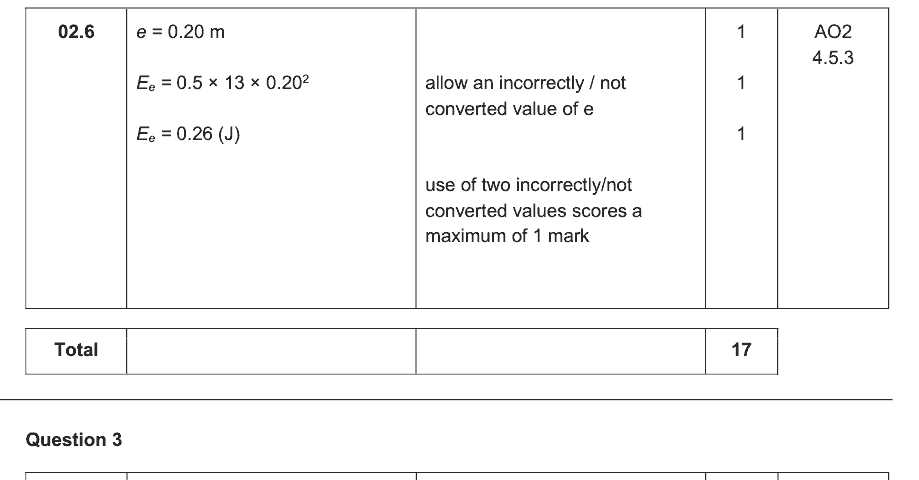 02.6 e = 0.20 m 1 AO2
4.5.3
Eₑ = 0.5 × 13 × 0.20² allow an incorrectly / not 1
converted value of e
Eₑ = 0.26 (J) 1
use of two incorrectly/not
converted values scores a
maximum of 1 mark
Total 17
Question 3